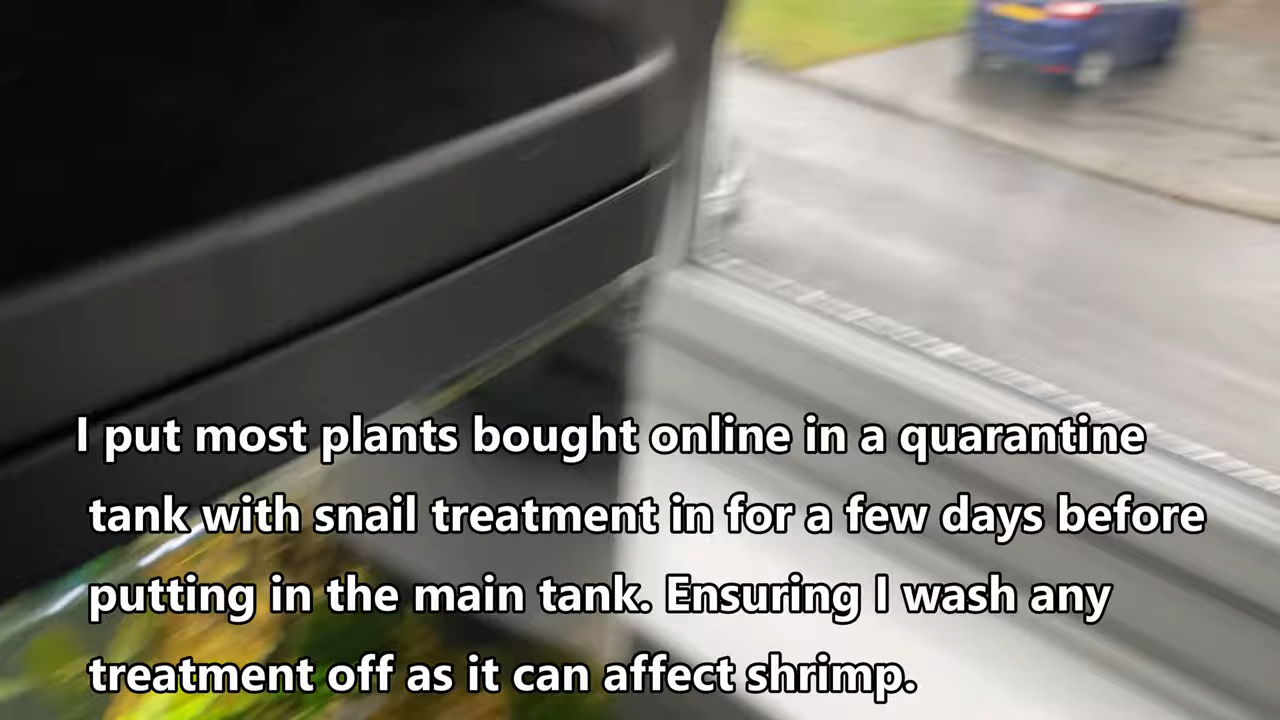 I put most plants bought online in a quarantine
tank with snail treatment in for a few days before
putting in the main tank. Ensuring I wash any
treatment off as it can affect shrimp.